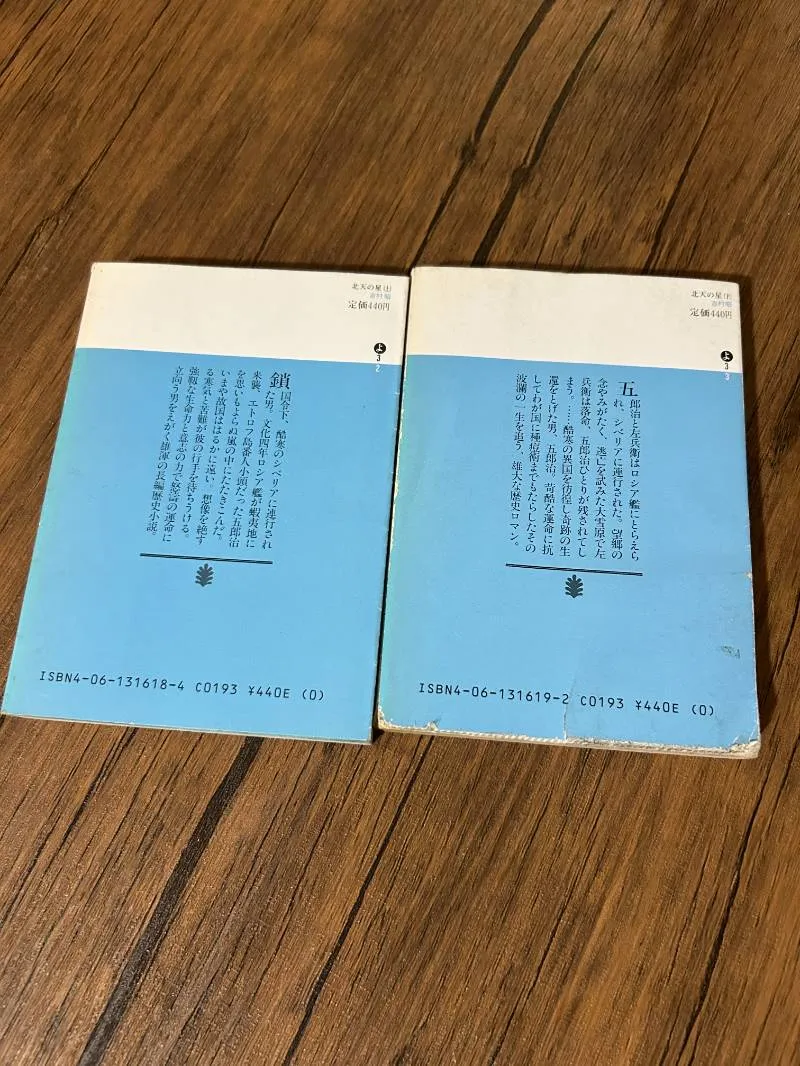 北天の星(上)
吉村昭
定価440円
よ
3
2
鎖国令下、酷寒のシベリアに連行され
た男。文化四年ロシア艦が蝦夷地に
来襲、エトロフ島番人小頭だった五郎治
を思いもよらぬ嵐の中にたたきこんだ。
いまや故国ははるかに遠い。想像を絶す
る寒気と苦難が彼の行手を待ちうける。
強靱な生命力と意志の力で怒濤の運命に
立向う男をえがく雄渾の長編歴史小説。
ISBN4-06-131618-4 C0193 ¥440E (0)
北天の星(下)
吉村昭
定価440円
よ
3
3
五郎治と左兵衛はロシア艦にとらえら
れ、シベリアに連行された。望郷の
念やみがたく、逃亡を試みた大雪原で左
兵衛は落命、五郎治ひとりが残されてし
まう。……酷寒の異国を彷徨し奇跡の生
還をとげた男、五郎治。苛酷な運命に抗
してわが国に種痘術までもたらしたその
波瀾の一生を追う、雄大な歴史ロマン。
ISBN4-06-131619-2 C0193 ¥440E (0)